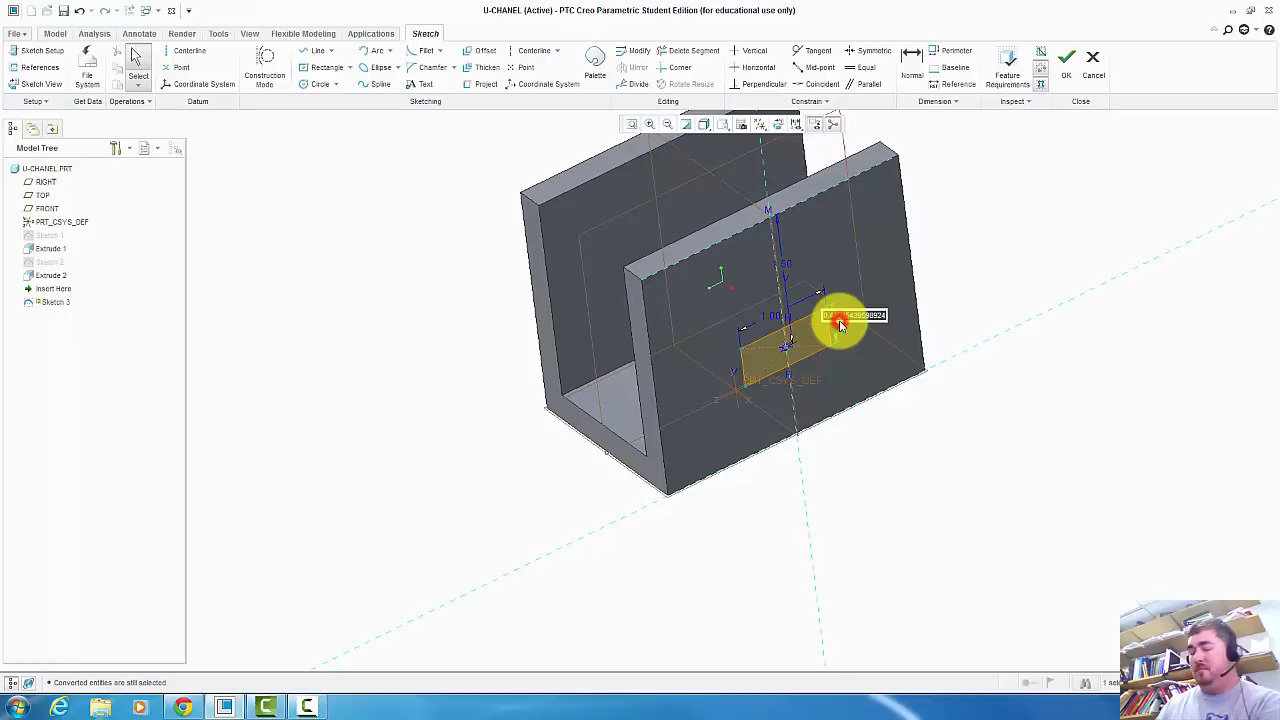 U-CHANEL (Active) - PTC Creo Parametric Student Edition (for educational use only)
File Model Analysis Annotate Render Tools View Flexible Modeling Applications Sketch
Sketch Setup
References
Sketch View
Setup
File System
Get Data
Select
Operations
Centerline
Point
Coordinate System
Datum
Construction Mode
Line Arc Fillet Offset Centerline
Rectangle Ellipse Chamfer Thicken Point
Circle Spline Text Coordinate System
Palette
Sketching
Modify Delete Segment
Mirror Corner
Divide Rotate Resize
Editing
Vertical Tangent Symmetric
Horizontal Mid-point Equal
Perpendicular Coincident Parallel
Constrain
Normal
Perimeter
Baseline
Reference
Dimension
Feature Requirements
Inspect
OK
Cancel
Close
Model Tree
U-CHANEL.PRT
RIGHT
TOP
FRONT
PRT_CSYS_DEF
Sketch 1
Extrude 1
Sketch 2
Extrude 2
Insert Here
Sketch 3
M
V
1.00
V
H
PRT_CSYS_DEF
Converted entities are still selected.